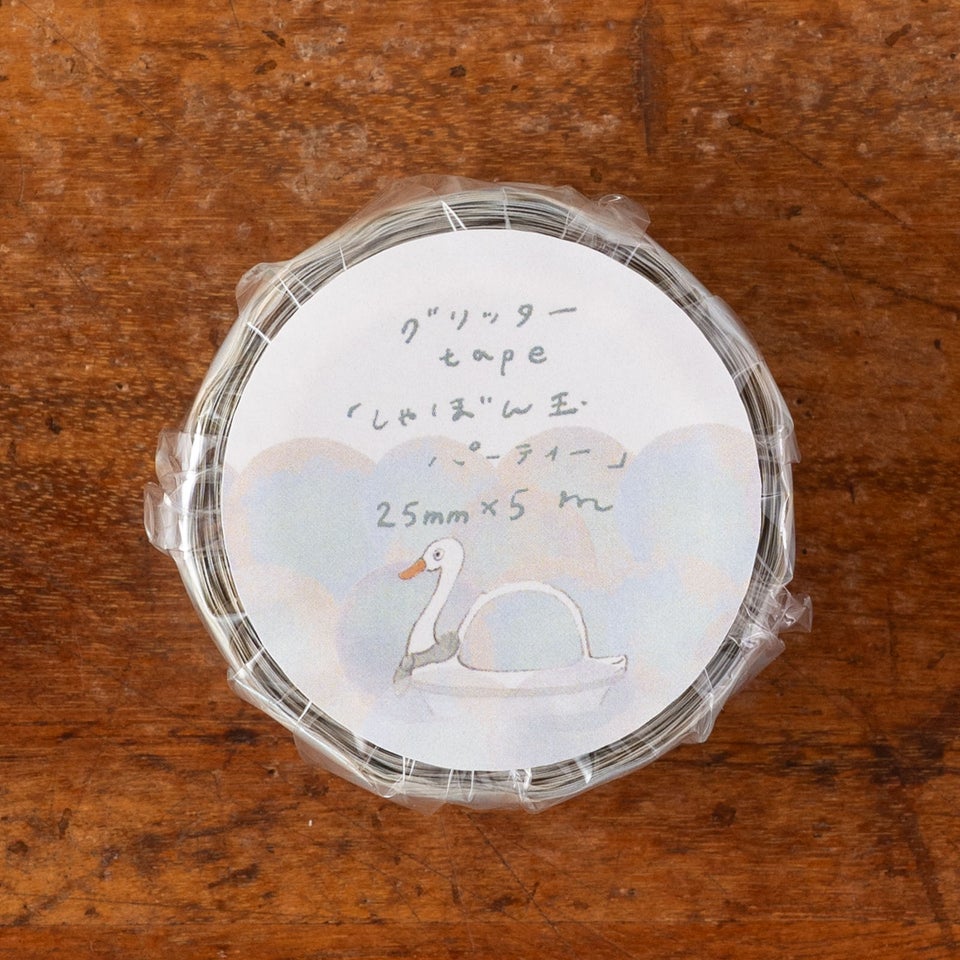 グリッター
tape
「しゃぼん玉
パーティー」
25mm×5m